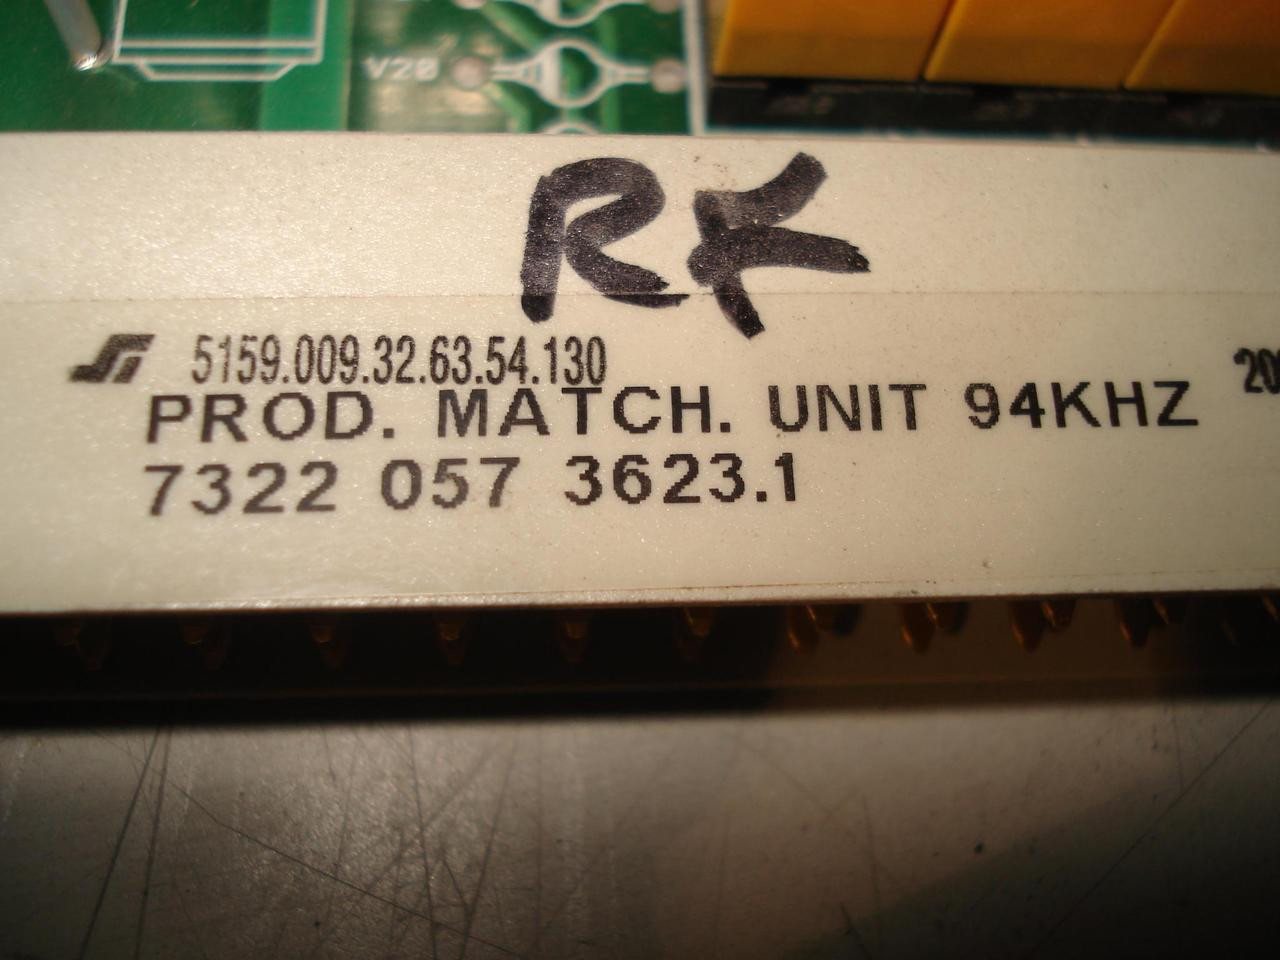 V20
RF
5159.009.32.63.54.130
PROD. MATCH. UNIT 94KHZ
7322 057 3623.1